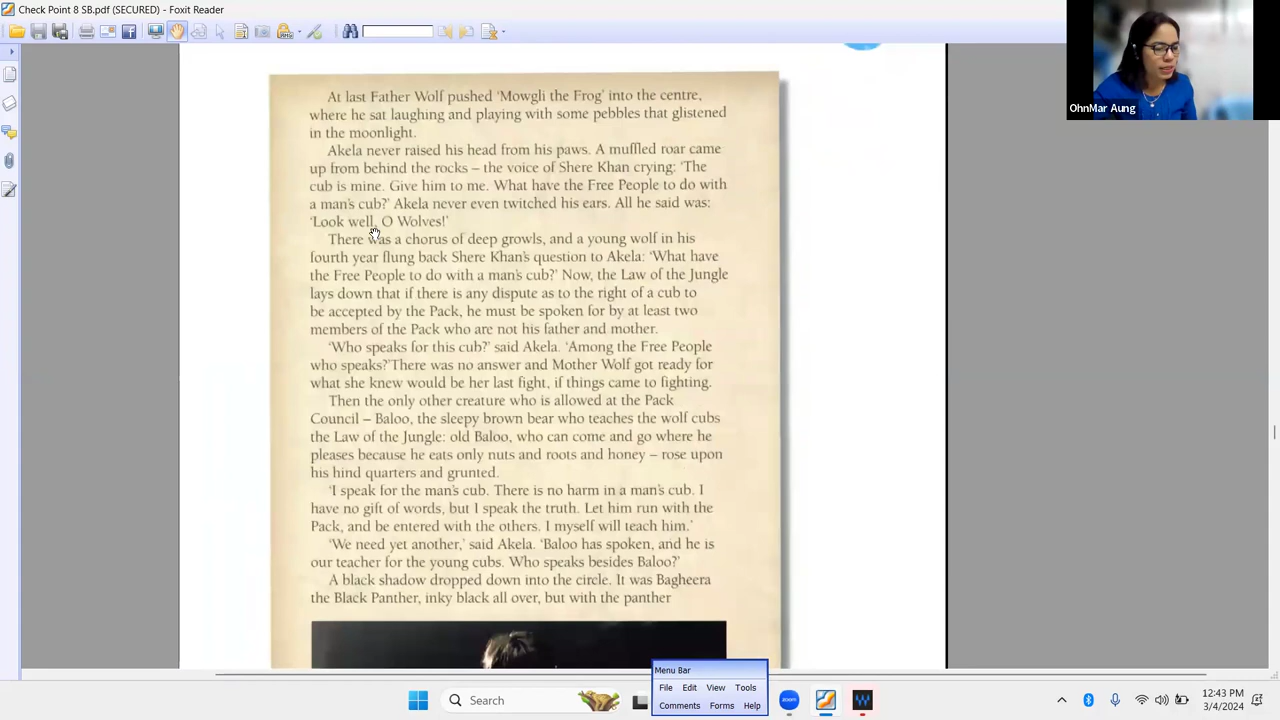 Check Point 8 SB.pdf (SECURED) - Foxit Reader
OhnMar Aung
At last Father Wolf pushed ‘Mowgli the Frog’ into the centre,
where he sat laughing and playing with some pebbles that glistened
in the moonlight.
Akela never raised his head from his paws. A muffled roar came
up from behind the rocks – the voice of Shere Khan crying: ‘The
cub is mine. Give him to me. What have the Free People to do with
a man’s cub?’ Akela never even twitched his ears. All he said was:
‘Look well, O Wolves!’
There was a chorus of deep growls, and a young wolf in his
fourth year flung back Shere Khan’s question to Akela: ‘What have
the Free People to do with a man’s cub?’ Now, the Law of the Jungle
lays down that if there is any dispute as to the right of a cub to
be accepted by the Pack, he must be spoken for by at least two
members of the Pack who are not his father and mother.
‘Who speaks for this cub?’ said Akela. ‘Among the Free People
who speaks?’There was no answer and Mother Wolf got ready for
what she knew would be her last fight, if things came to fighting.
Then the only other creature who is allowed at the Pack
Council – Baloo, the sleepy brown bear who teaches the wolf cubs
the Law of the Jungle: old Baloo, who can come and go where he
pleases because he eats only nuts and roots and honey – rose upon
his hind quarters and grunted.
‘I speak for the man’s cub. There is no harm in a man’s cub. I
have no gift of words, but I speak the truth. Let him run with the
Pack, and be entered with the others. I myself will teach him.’
‘We need yet another,’ said Akela. ‘Baloo has spoken, and he is
our teacher for the young cubs. Who speaks besides Baloo?’
A black shadow dropped down into the circle. It was Bagheera
the Black Panther, inky black all over, but with the panther
Menu Bar
File Edit View Tools
Comments Forms Help
Search
12:43 PM
3/4/2024